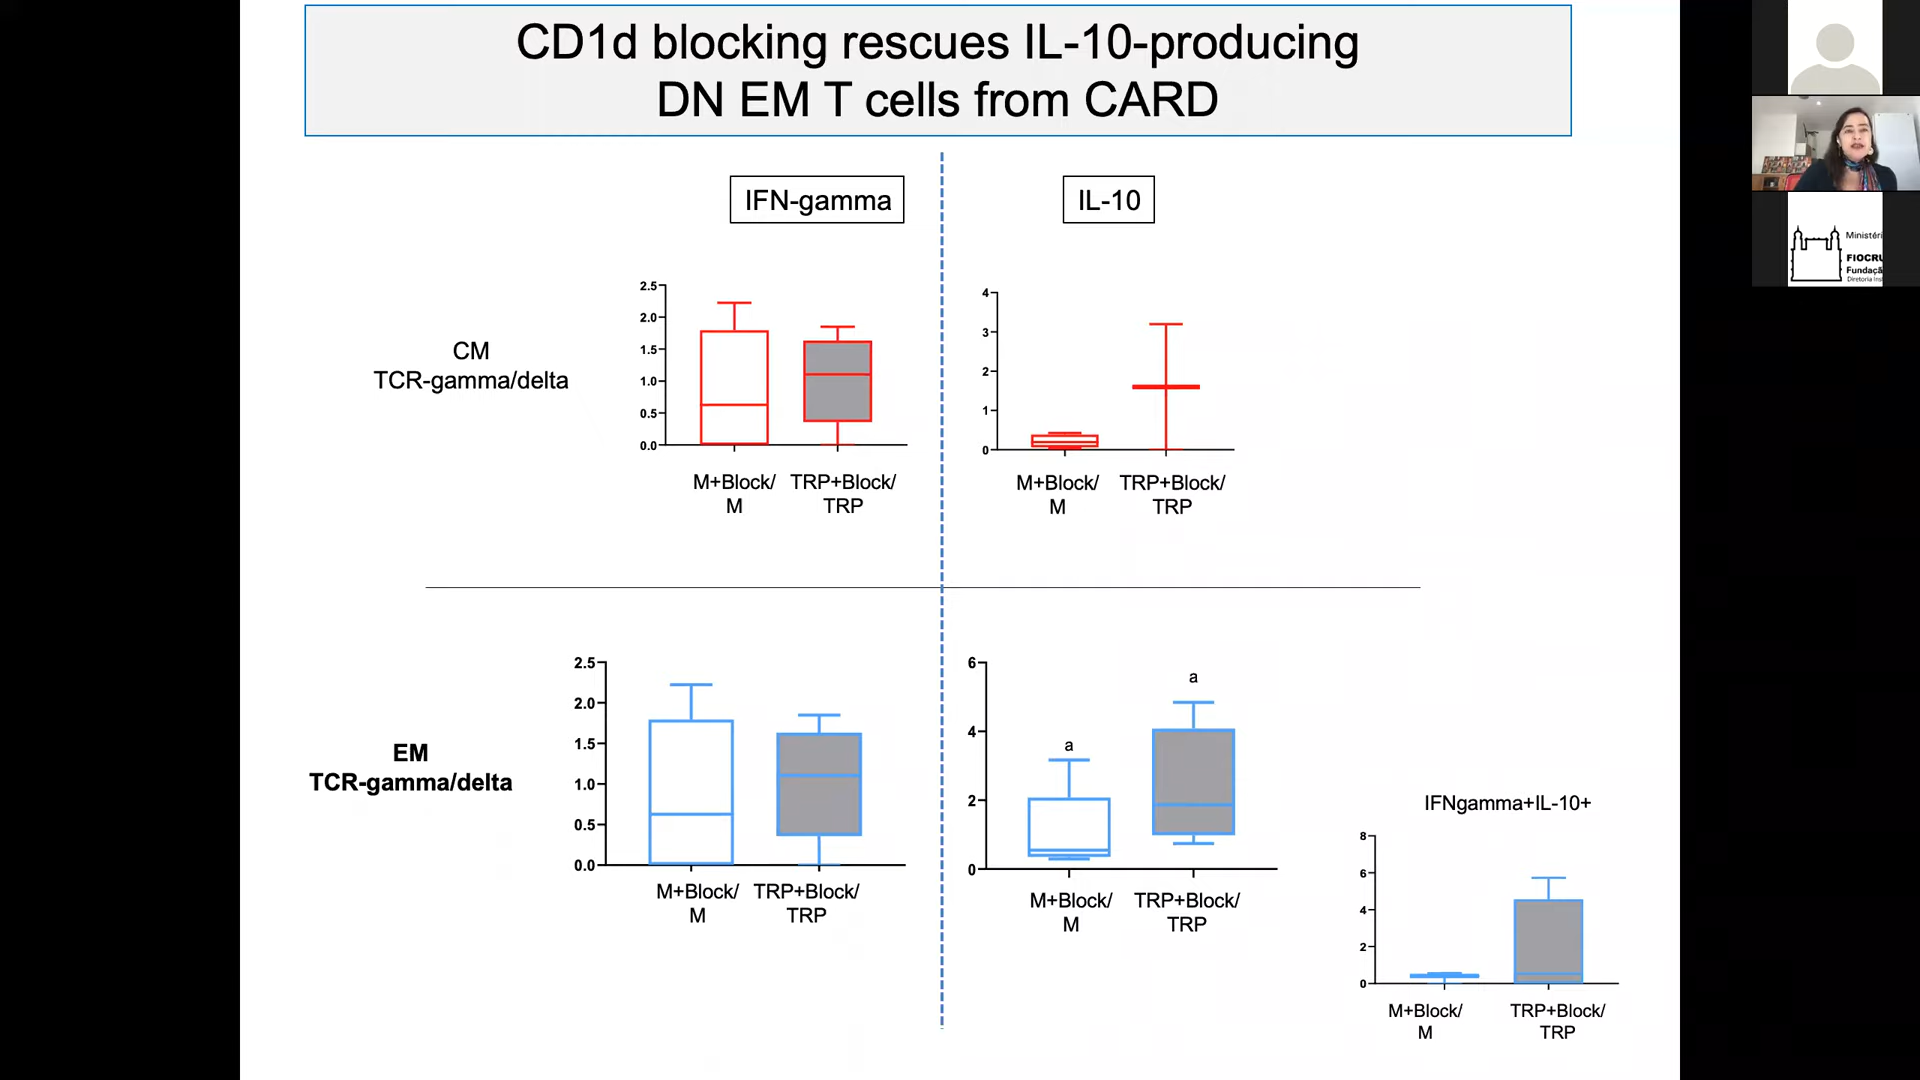 CD1d blocking rescues IL-10-producing
DN EM T cells from CARD
IFN-gamma
IL-10
CM
TCR-gamma/delta
2.5
2.0
1.5
1.0
0.5
0.0
M+Block/
M
TRP+Block/
TRP
4
3
2
1
0
M+Block/
M
TRP+Block/
TRP
EM
TCR-gamma/delta
2.5
2.0
1.5
1.0
0.5
0.0
M+Block/
M
TRP+Block/
TRP
6
4
2
0
a
a
M+Block/
M
TRP+Block/
TRP
IFNgamma+IL-10+
8
6
4
2
0
M+Block/
M
TRP+Block/
TRP
Ministéri
FIOCRU
Fundaçã
Diretoria Ins